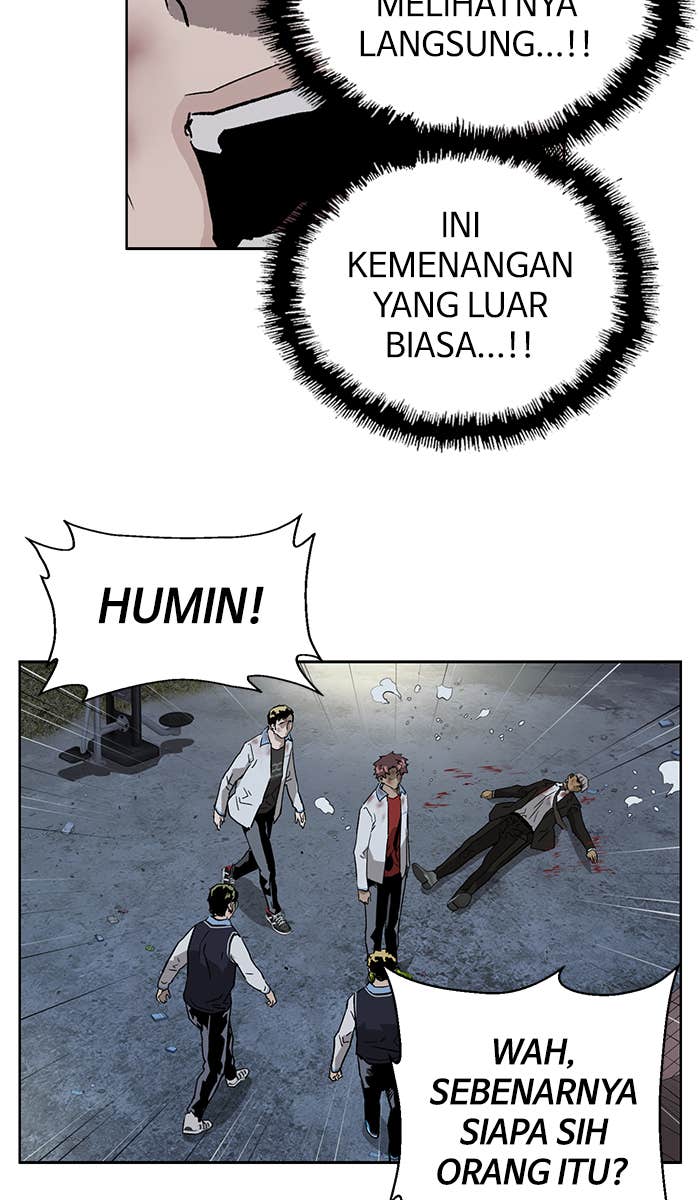 MELIHATNYA
LANGSUNG...!!
INI
KEMENANGAN
YANG LUAR
BIASA...!!
HUMIN!
WAH,
SEBENARNYA
SIAPA SIH
ORANG ITU?